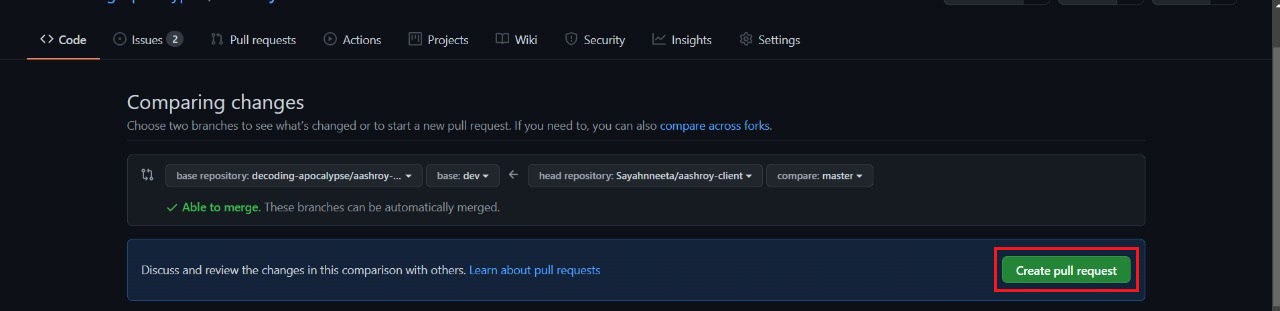 Code Issues 2 Pull requests Actions Projects Wiki Security Insights Settings
Comparing changes
Choose two branches to see what's changed or to start a new pull request. If you need to, you can also compare across forks.
base repository: decoding-apocalypse/aashroy-... base: dev ← head repository: Sayahnneeta/aashroy-client compare: master
Able to merge. These branches can be automatically merged.
Discuss and review the changes in this comparison with others. Learn about pull requests
Create pull request